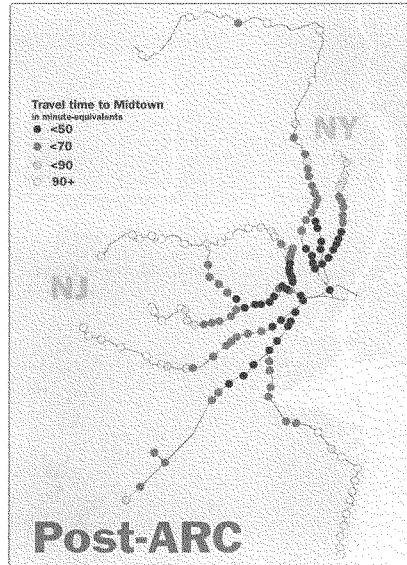 Travel time to Midtown
in minute-equivalents
<50
<70
<90
90+
NY
NJ
Post-ARC